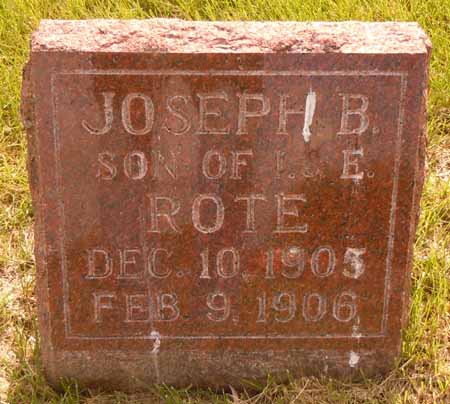 JOSEPH B.
SON OF I. & E.
ROTE
DEC. 10, 1905
FEB. 9, 1906